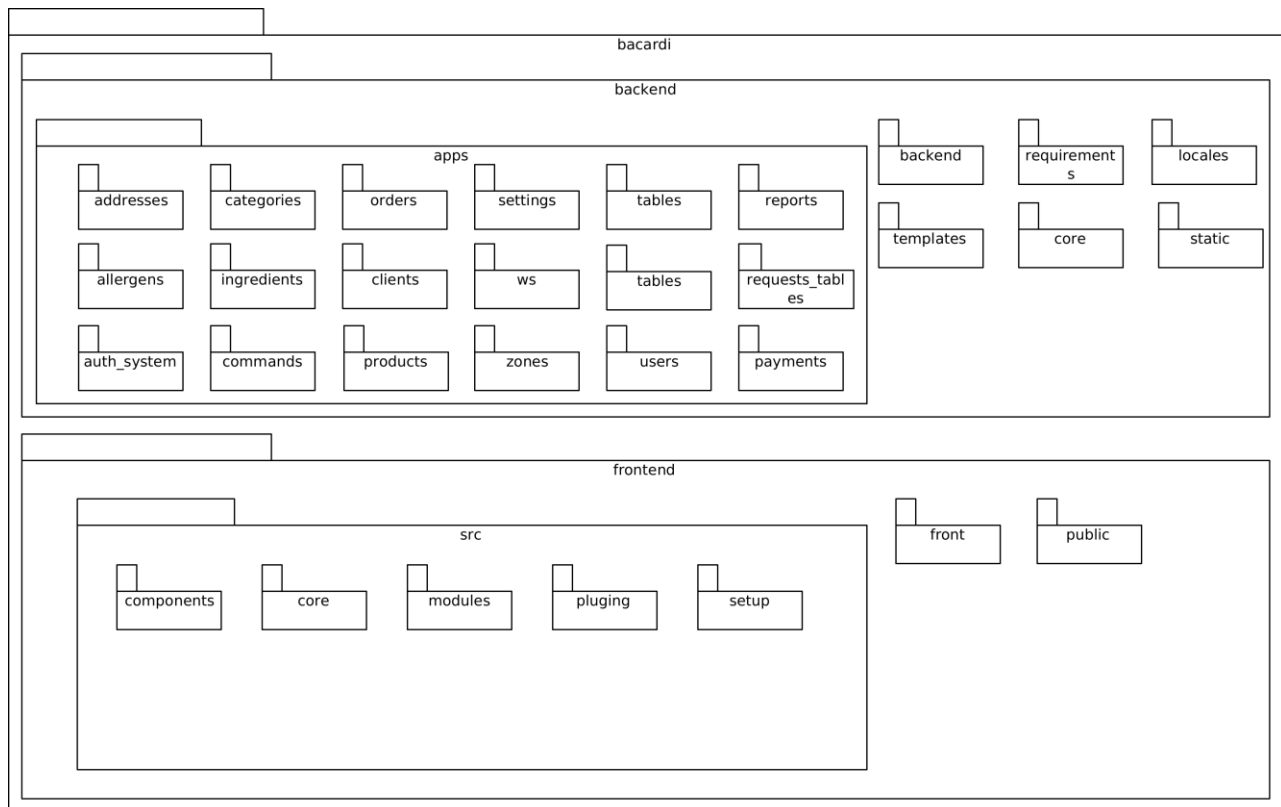 bacardi
backend
apps
addresses
categories
orders
settings
tables
reports
allergens
ingredients
clients
ws
tables
requests_tabl
es
auth_system
commands
products
zones
users
payments
backend
requirement
s
locales
templates
core
static
frontend
src
components
core
modules
pluging
setup
front
public